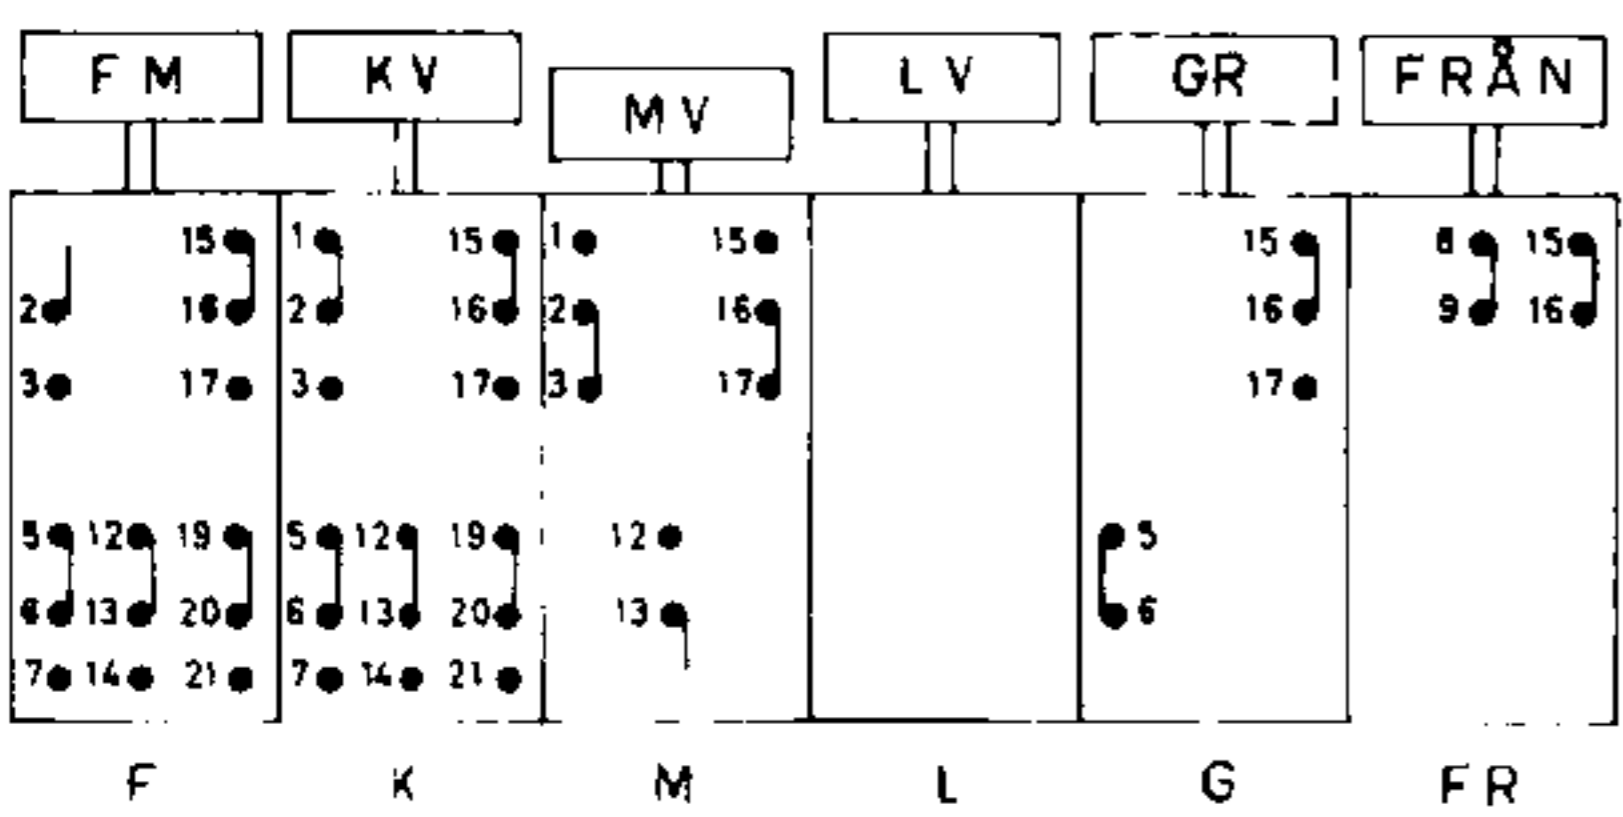 FM KV MV LV GR FRÅN
15 1 15 1 15 15 8 15
2 16 2 16 2 16 16 9 16
3 17 3 17 3 17 17
5 12 19 5 12 19 12 5
6 13 20 6 13 20 13 6
7 14 21 7 14 21
F K M L G FR